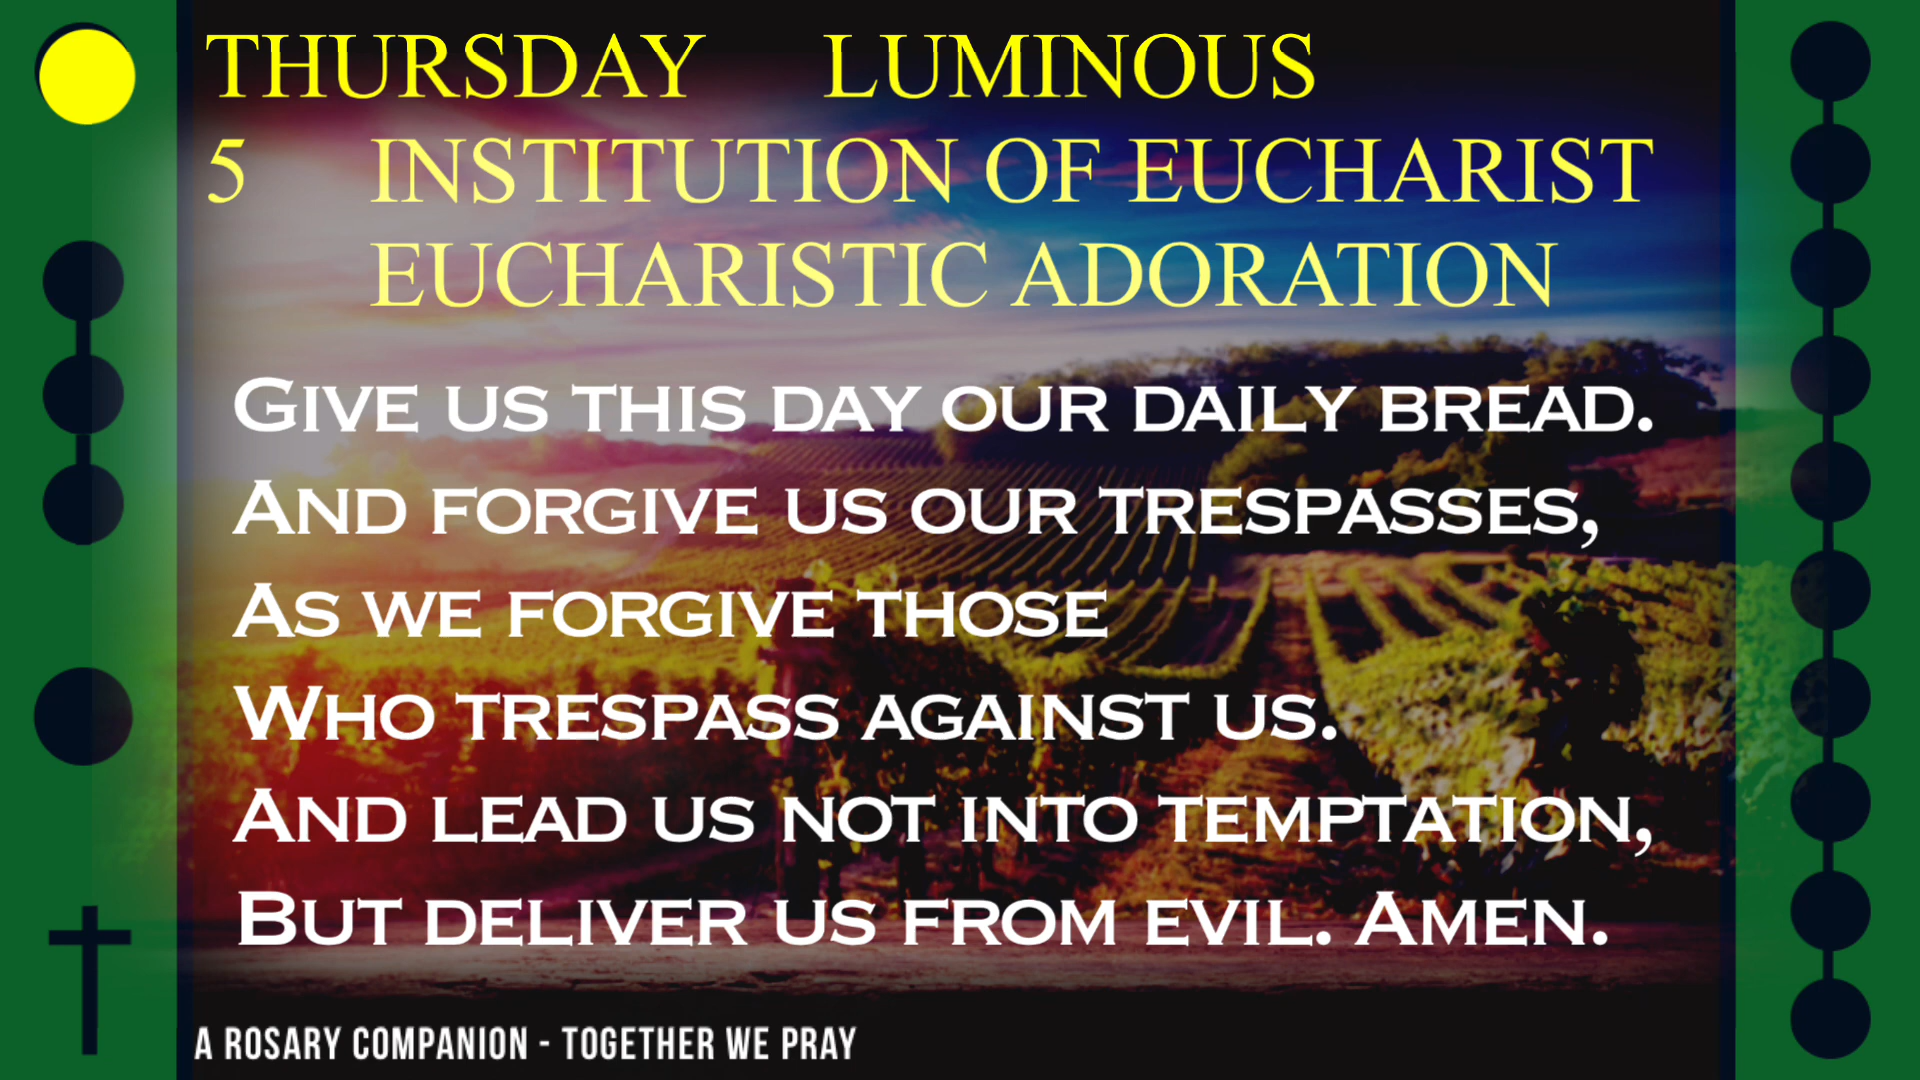 THURSDAY LUMINOUS
5 INSTITUTION OF EUCHARIST
EUCHARISTIC ADORATION
GIVE US THIS DAY OUR DAILY BREAD.
AND FORGIVE US OUR TRESPASSES,
AS WE FORGIVE THOSE
WHO TRESPASS AGAINST US.
AND LEAD US NOT INTO TEMPTATION,
BUT DELIVER US FROM EVIL. AMEN.
A ROSARY COMPANION - TOGETHER WE PRAY